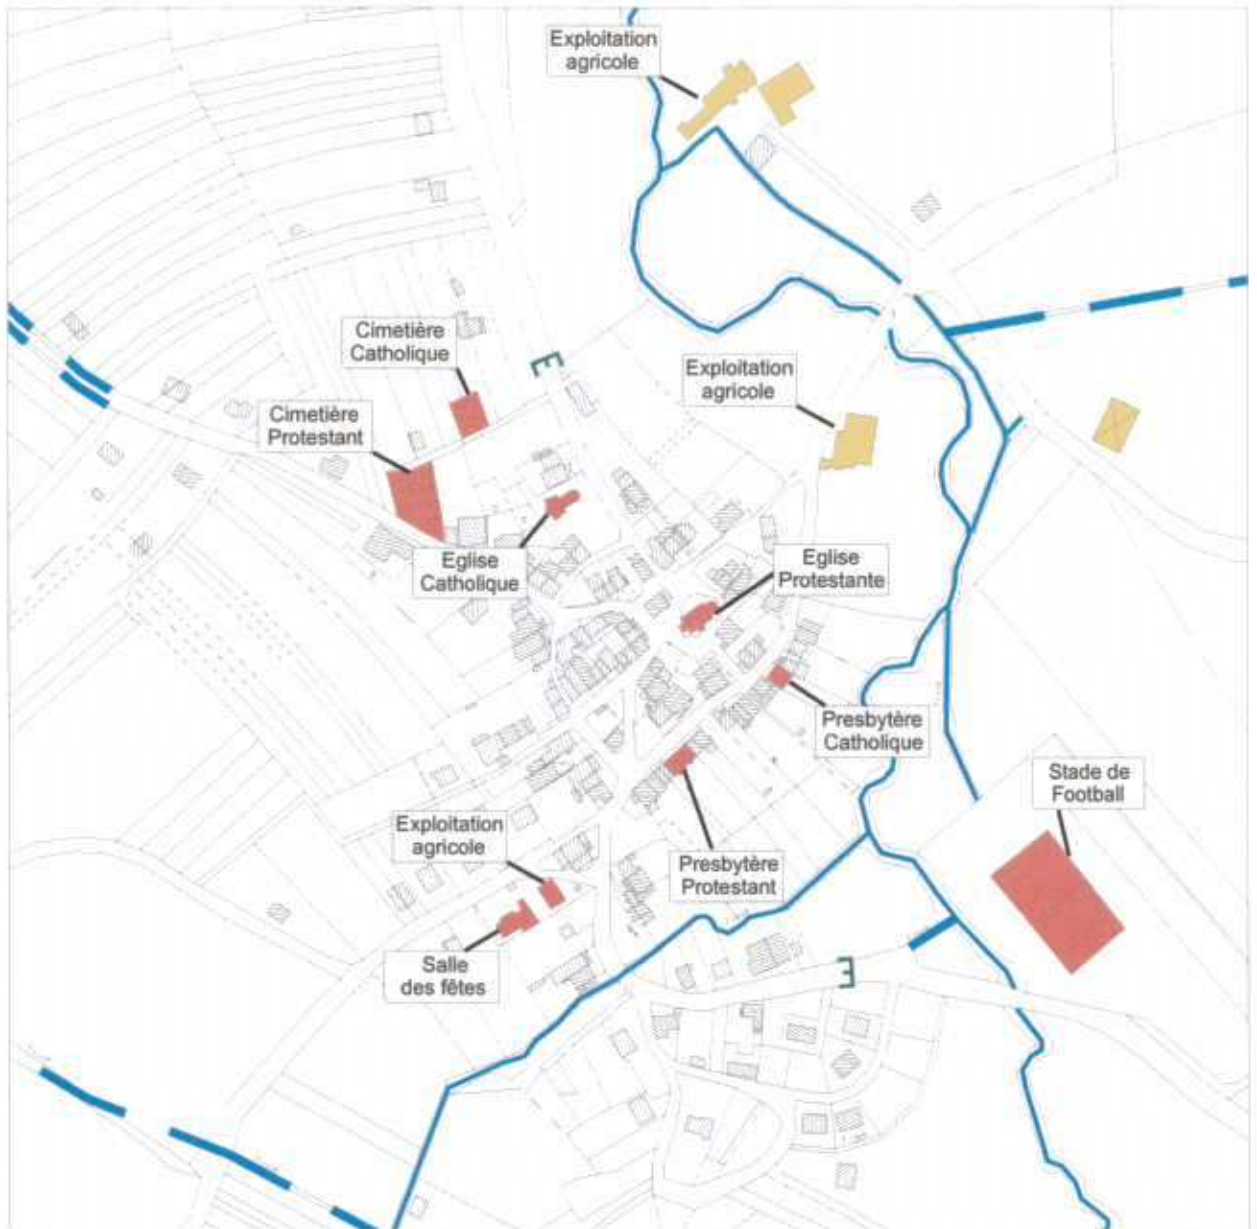 Exploitation
agricole
Cimetière
Catholique
Exploitation
agricole
Cimetière
Protestant
Eglise
Catholique
Eglise
Protestante
Presbytère
Catholique
Stade de
Football
Exploitation
agricole
Presbytère
Protestant
Salle
des fêtes
E
E